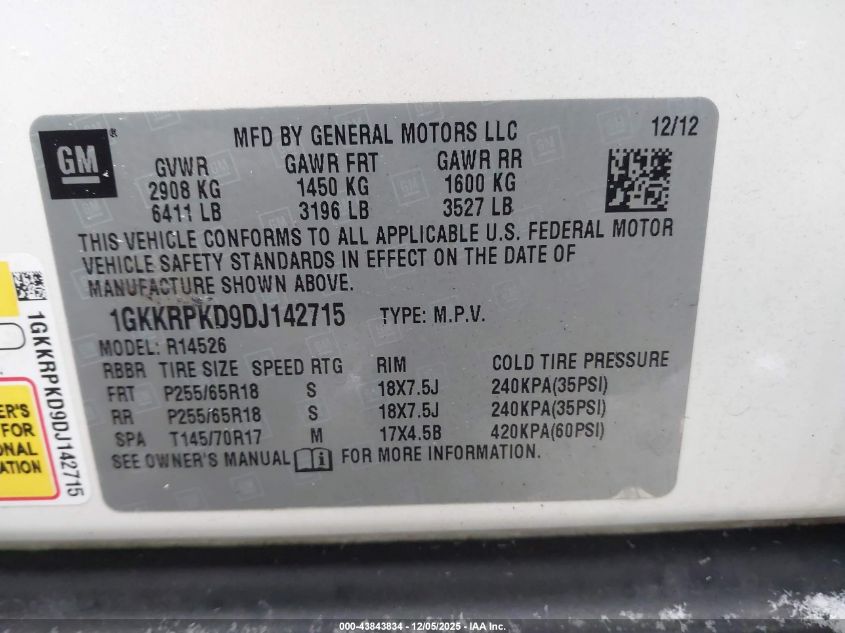 GM ®
MFD BY GENERAL MOTORS LLC 12/12
GVWR GAWR FRT GAWR RR
2908 KG 1450 KG 1600 KG
6411 LB 3196 LB 3527 LB
THIS VEHICLE CONFORMS TO ALL APPLICABLE U.S. FEDERAL MOTOR
VEHICLE SAFETY STANDARDS IN EFFECT ON THE DATE OF
MANUFACTURE SHOWN ABOVE.
1GKKRPKD9DJ142715 TYPE: M.P.V.
MODEL: R14526
RBBR TIRE SIZE SPEED RTG RIM COLD TIRE PRESSURE
FRT P255/65R18 S 18X7.5J 240KPA(35PSI)
RR P255/65R18 S 18X7.5J 240KPA(35PSI)
SPA T145/70R17 M 17X4.5B 420KPA(60PSI)
SEE OWNER'S MANUAL FOR MORE INFORMATION.
1GKKRPKD9DJ142715
ER'S
FOR
ONAL
ATION
000-43843834 - 12/05/2025 - IAA Inc.